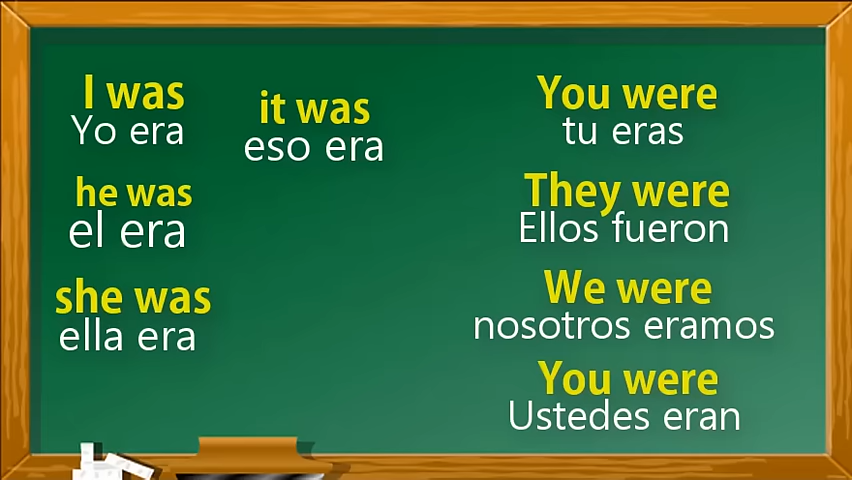 I was
Yo era
he was
el era
she was
ella era
it was
eso era
You were
tu eras
They were
Ellos fueron
We were
nosotros eramos
You were
Ustedes eran